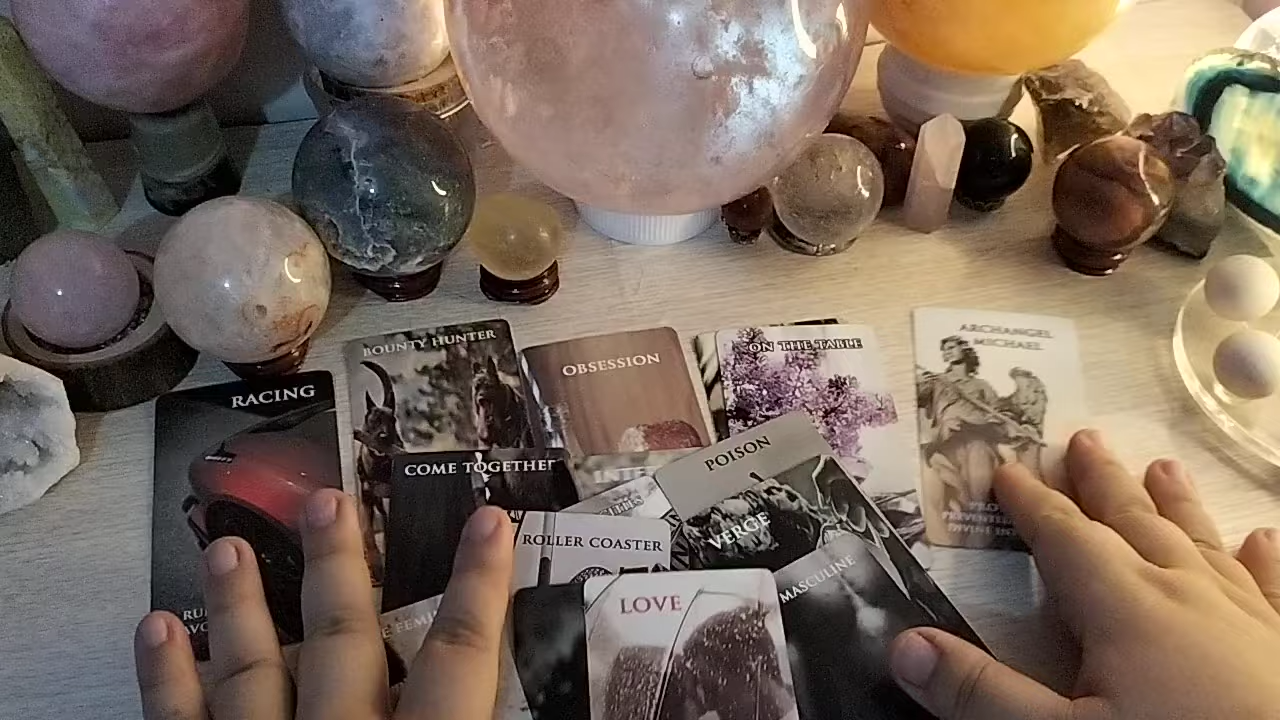 RACING
BOUNTY HUNTER
OBSESSION
ON THE TABLE
ARCHANGEL
MICHAEL
COME TOGETHER
POISON
VERGE
ROLLER COASTER
MASCULINE
LOVE